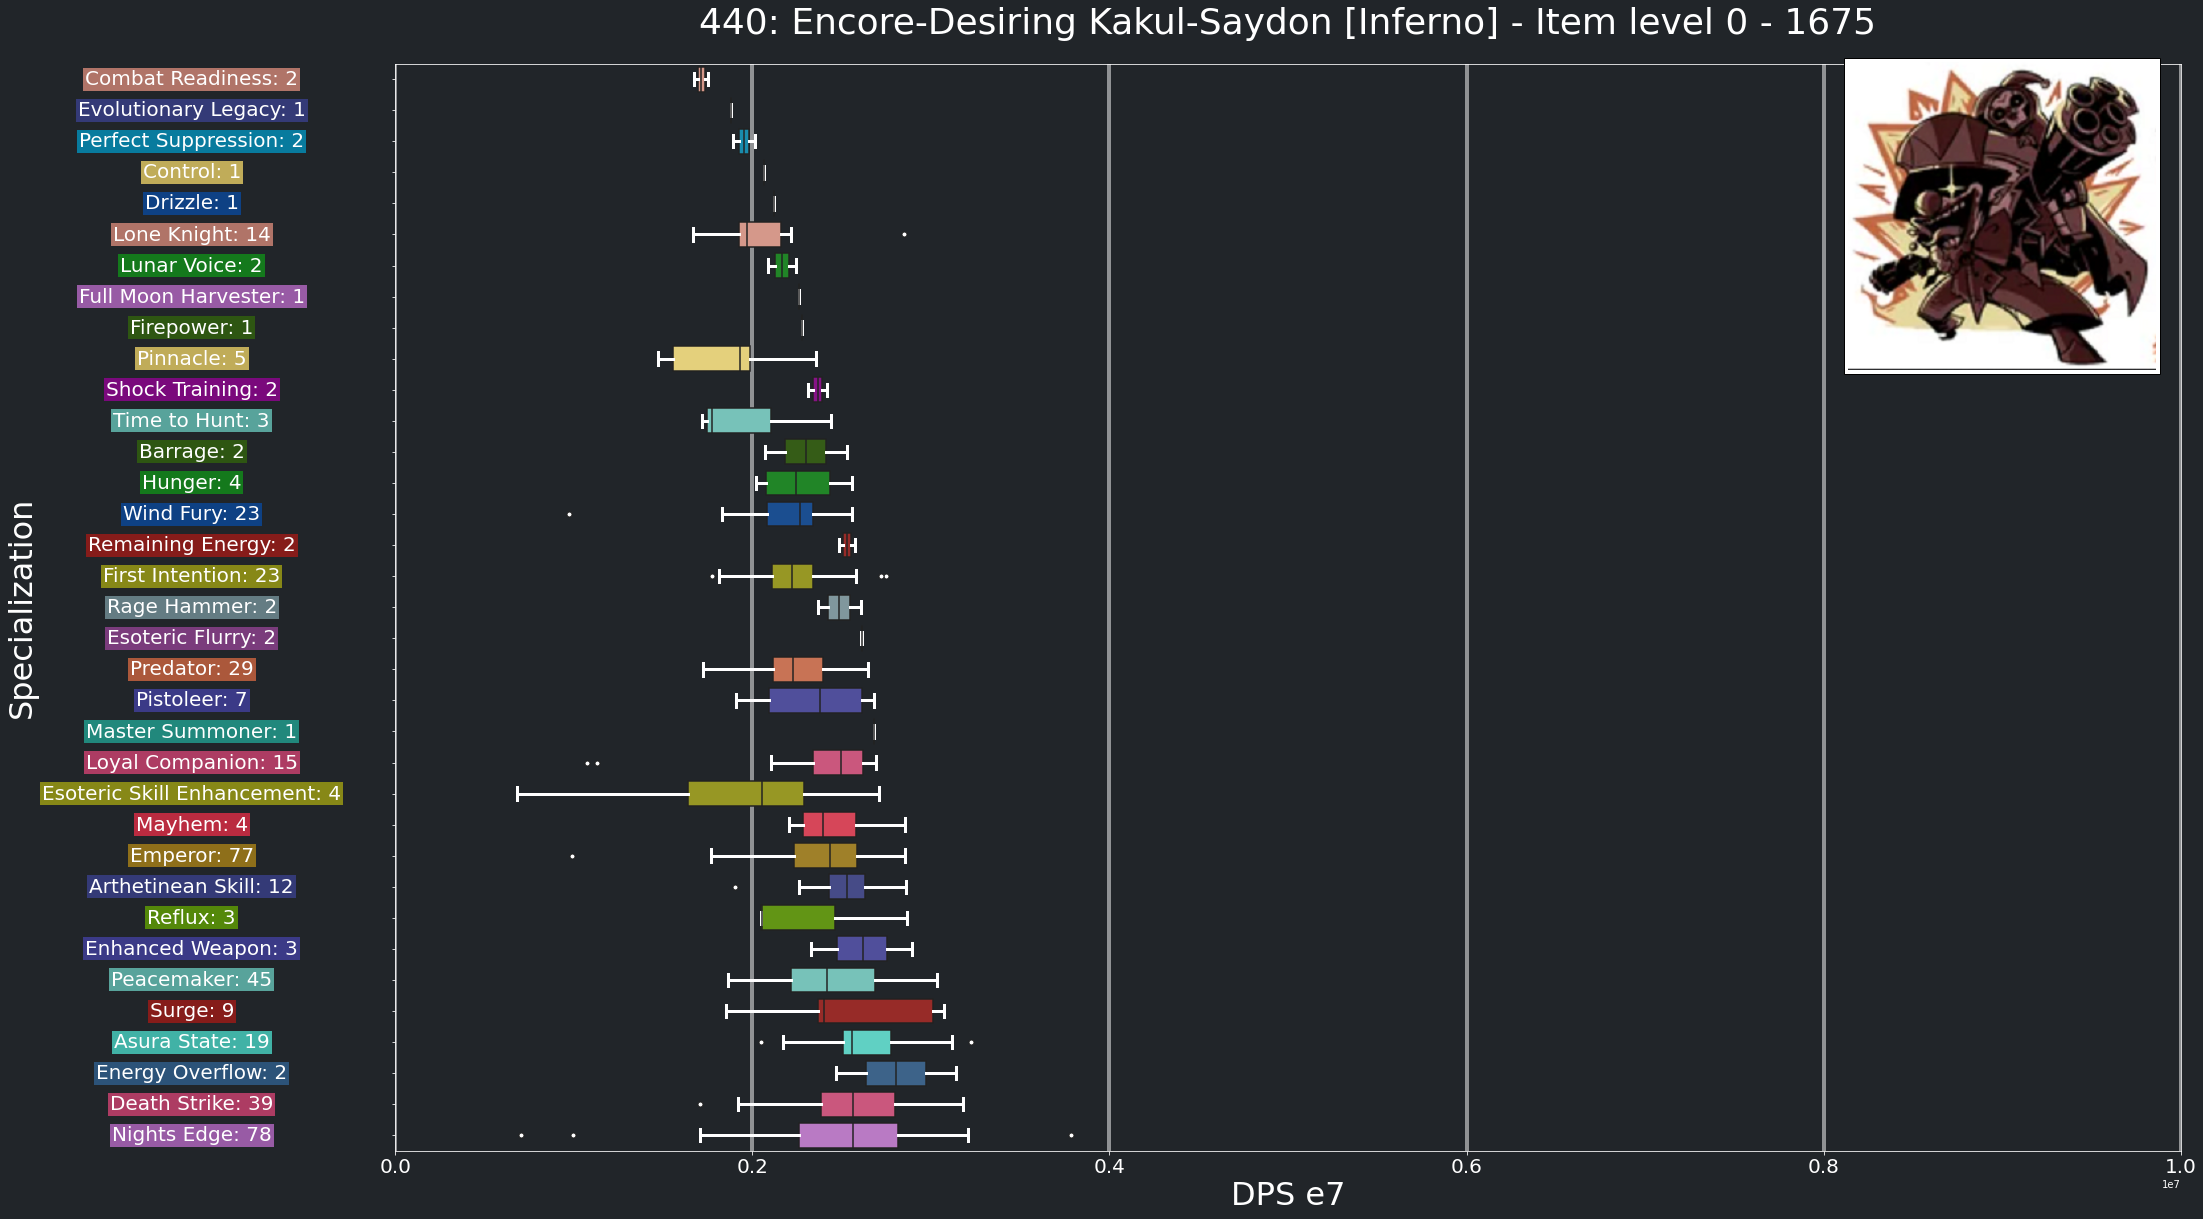 440: Encore-Desiring Kakul-Saydon [Inferno] - Item level 0 - 1675
Specialization
Combat Readiness: 2
Evolutionary Legacy: 1
Perfect Suppression: 2
Control: 1
Drizzle: 1
Lone Knight: 14
Lunar Voice: 2
Full Moon Harvester: 1
Firepower: 1
Pinnacle: 5
Shock Training: 2
Time to Hunt: 3
Barrage: 2
Hunger: 4
Wind Fury: 23
Remaining Energy: 2
First Intention: 23
Rage Hammer: 2
Esoteric Flurry: 2
Predator: 29
Pistoleer: 7
Master Summoner: 1
Loyal Companion: 15
Esoteric Skill Enhancement: 4
Mayhem: 4
Emperor: 77
Arthetinean Skill: 12
Reflux: 3
Enhanced Weapon: 3
Peacemaker: 45
Surge: 9
Asura State: 19
Energy Overflow: 2
Death Strike: 39
Nights Edge: 78
0.0 0.2 0.4 0.6 0.8 1.0
1e7
DPS e7